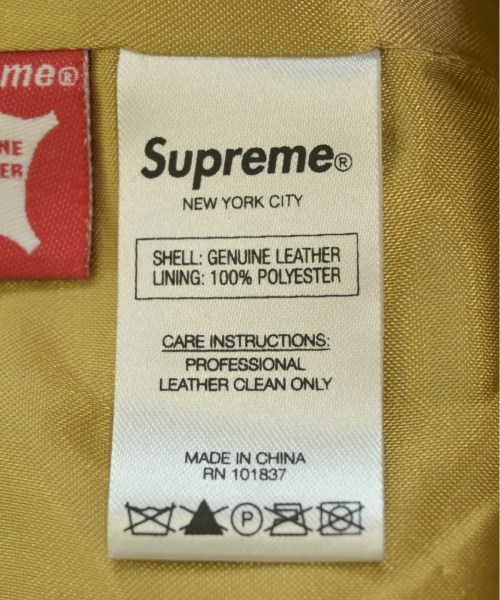 me®
NE
ER
Supreme®
NEW YORK CITY
SHELL: GENUINE LEATHER
LINING: 100% POLYESTER
CARE INSTRUCTIONS:
PROFESSIONAL
LEATHER CLEAN ONLY
MADE IN CHINA
RN 101837
P